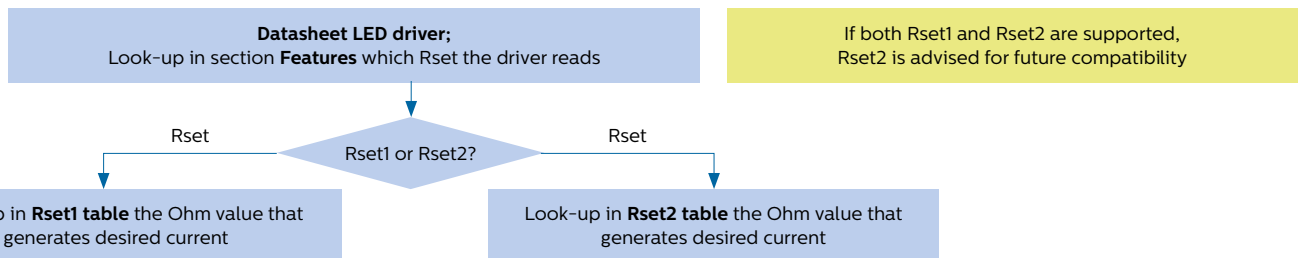 Datasheet LED driver;
Look-up in section Features which Rset the driver reads
If both Rset1 and Rset2 are supported,
Rset2 is advised for future compatibility
Rset
Rset1 or Rset2?
Rset
in Rset1 table the Ohm value that
generates desired current
Look-up in Rset2 table the Ohm value that
generates desired current